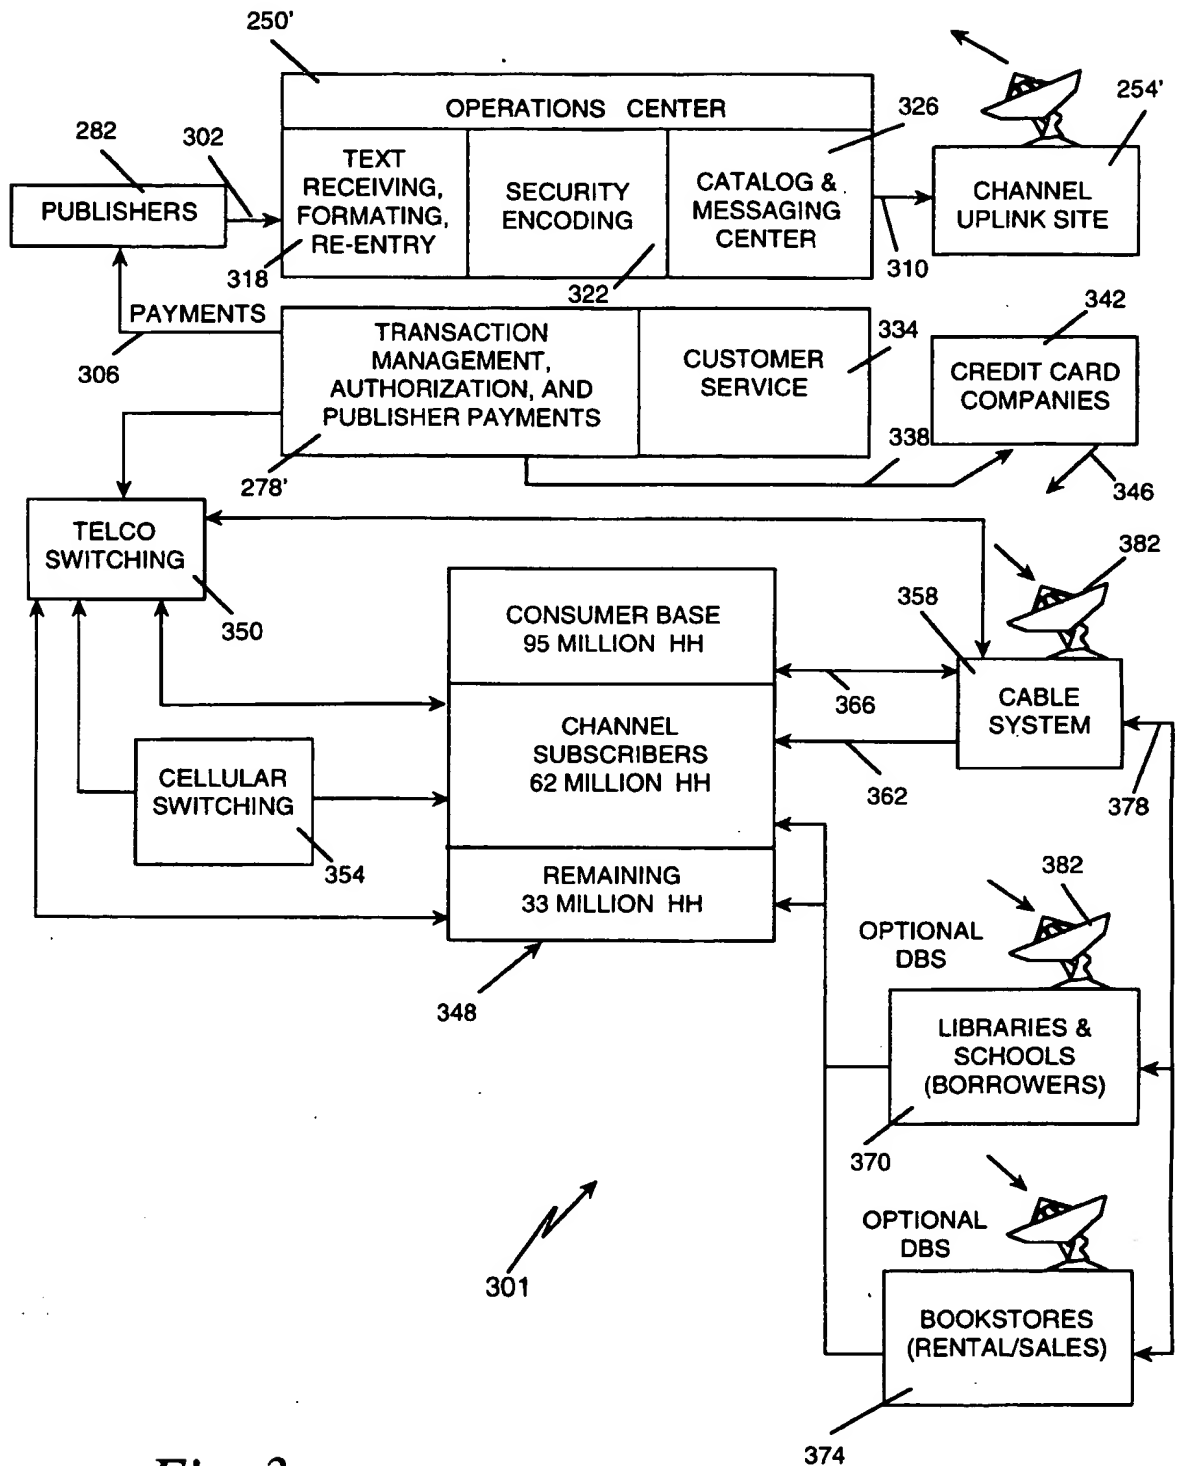 250'
OPERATIONS CENTER
326
254'
282
302
PUBLISHERS
TEXT
RECEIVING,
FORMATING,
RE-ENTRY
318
SECURITY
ENCODING
322
CATALOG &
MESSAGING
CENTER
310
CHANNEL
UPLINK SITE
PAYMENTS
306
TRANSACTION
MANAGEMENT,
AUTHORIZATION, AND
PUBLISHER PAYMENTS
278'
CUSTOMER
SERVICE
334
342
CREDIT CARD
COMPANIES
338
346
TELCO
SWITCHING
350
382
358
CONSUMER BASE
95 MILLION HH
366
CABLE
SYSTEM
CHANNEL
SUBSCRIBERS
62 MILLION HH
362
378
CELLULAR
SWITCHING
354
REMAINING
33 MILLION HH
348
382
OPTIONAL
DBS
LIBRARIES &
SCHOOLS
(BORROWERS)
370
OPTIONAL
DBS
301
BOOKSTORES
(RENTAL/SALES)
374